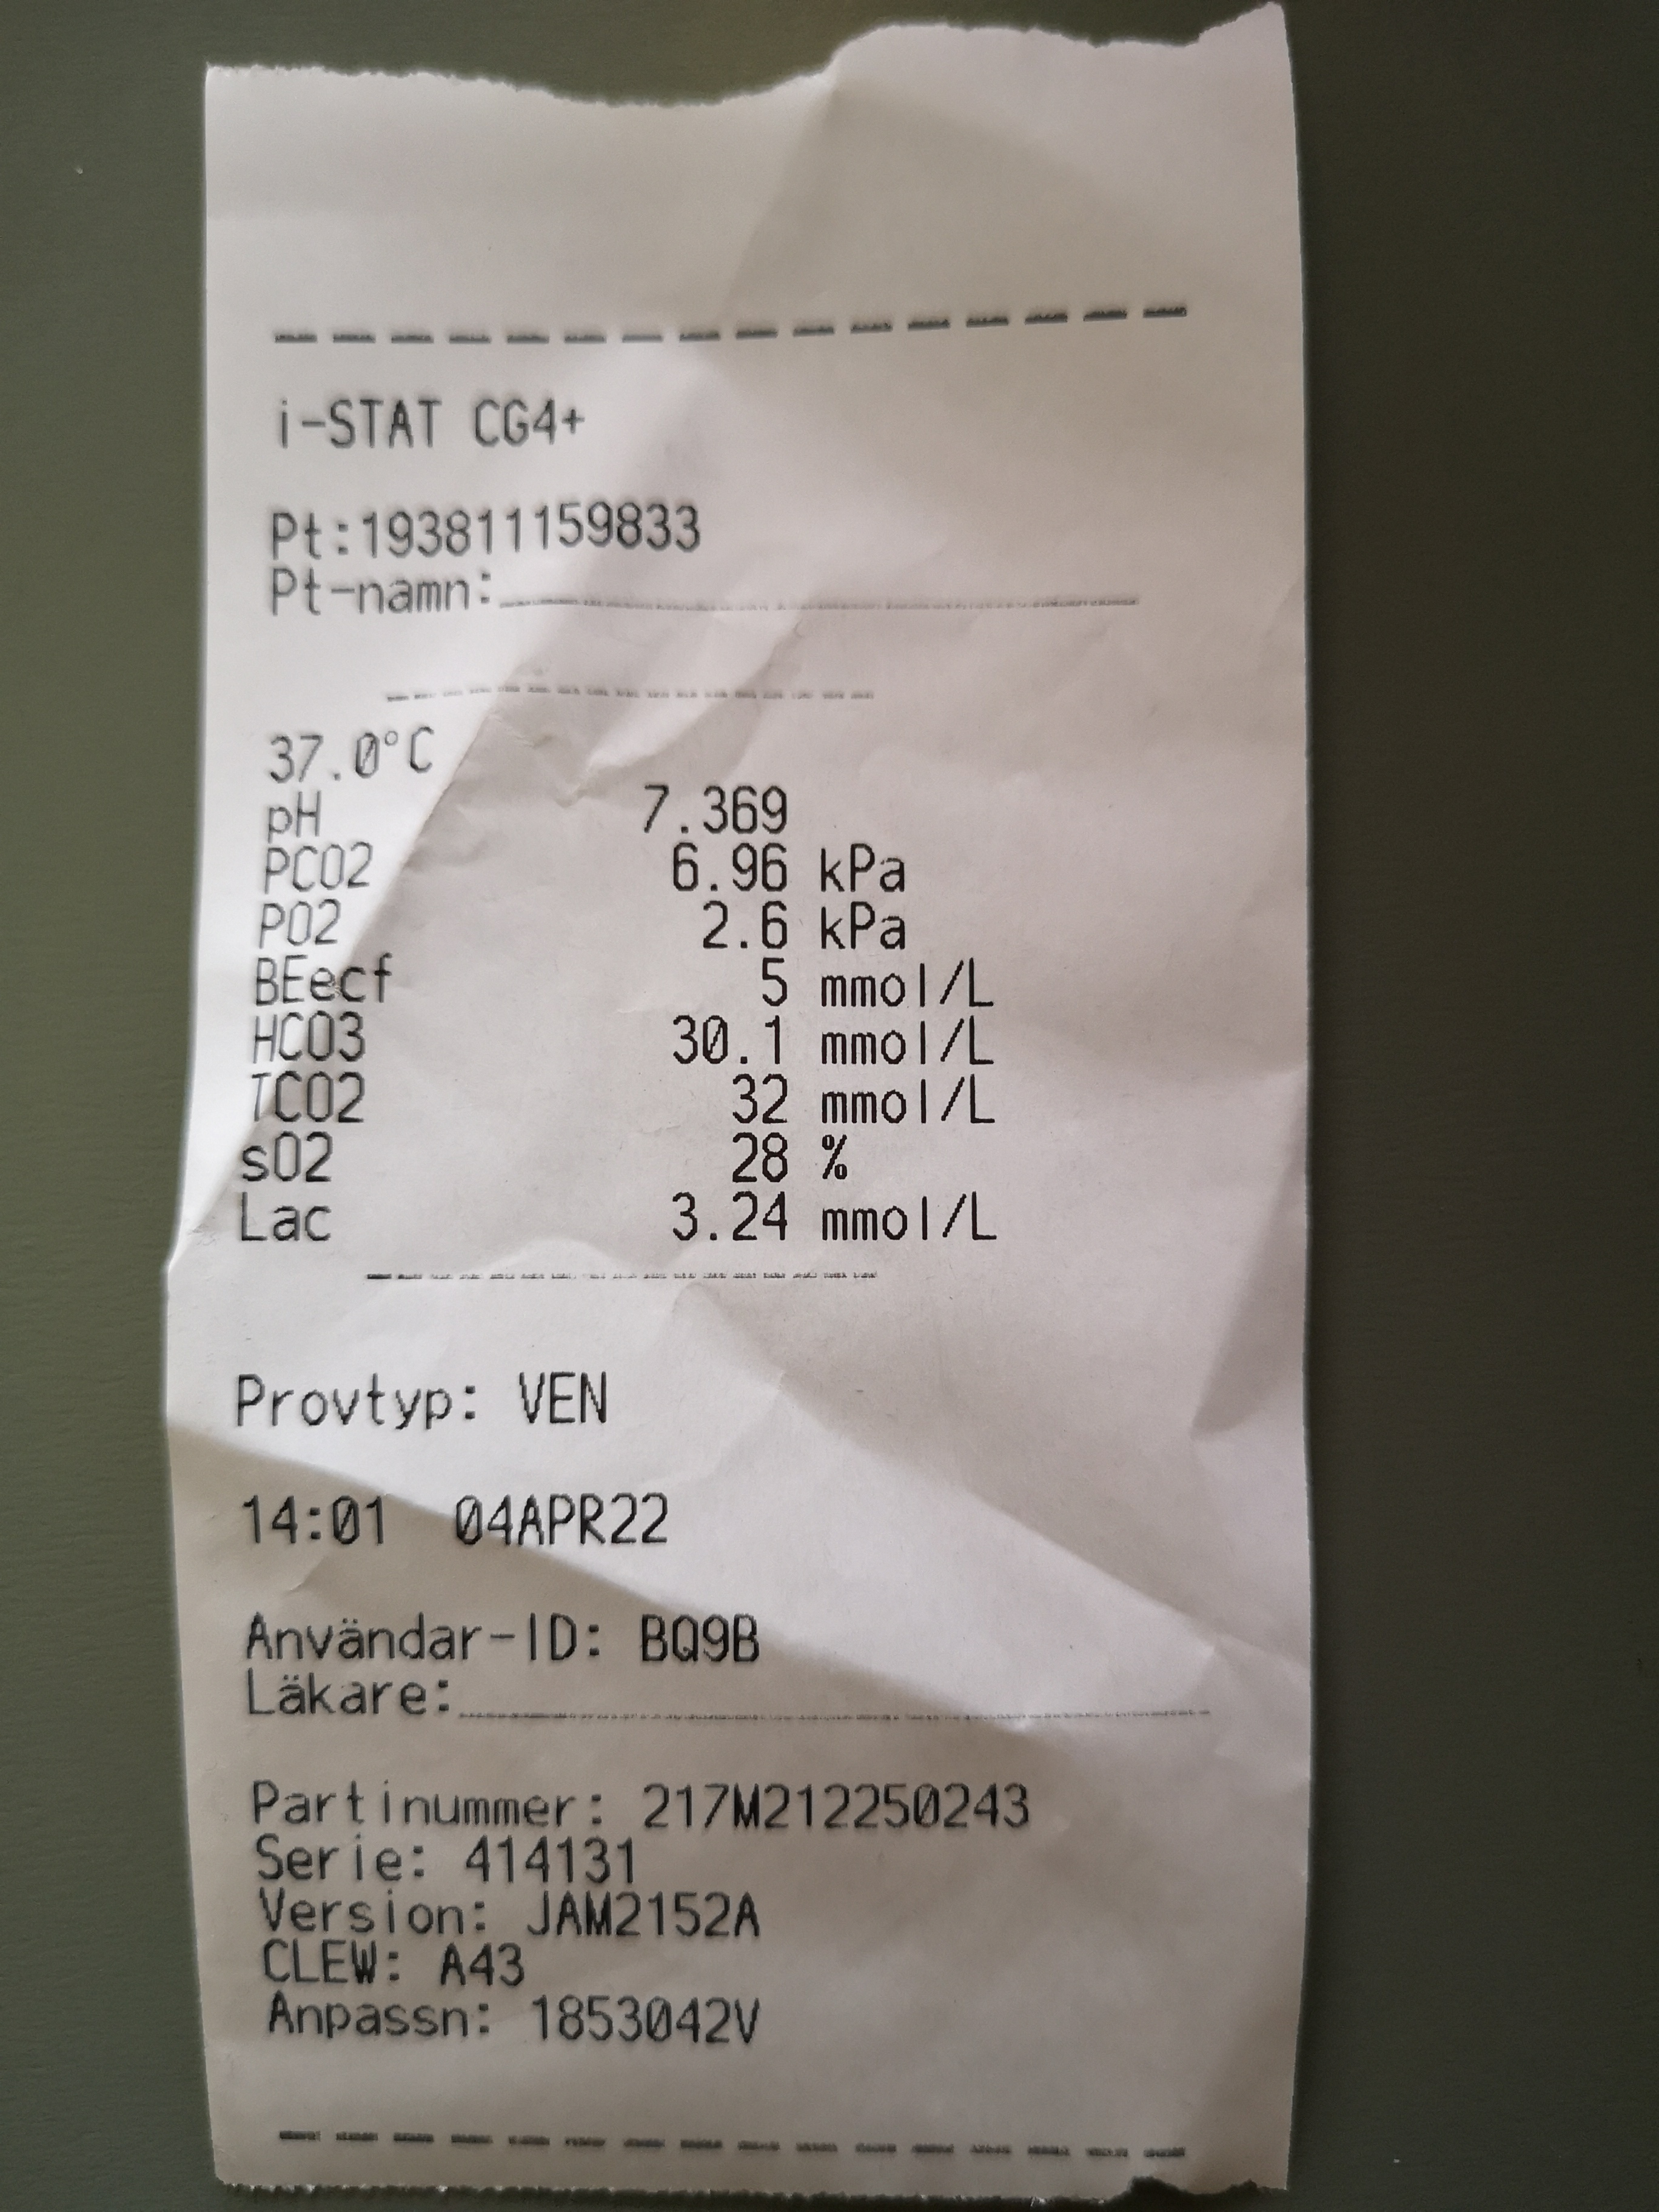 i-STAT CG4+
Pt:193811159833
Pt-namn:
37.0°C
pH 7.369
PCO2 6.96 kPa
PO2 2.6 kPa
BEecf 5 mmol/L
HCO3 30.1 mmol/L
TCO2 32 mmol/L
sO2 28 %
Lac 3.24 mmol/L
Provtyp: VEN
14:01 04APR22
Användar-ID: BQ9B
Läkare:
Partinummer: 217M212250243
Serie: 414131
Version: JAM2152A
CLEW: A43
Anpassn: 1853042V